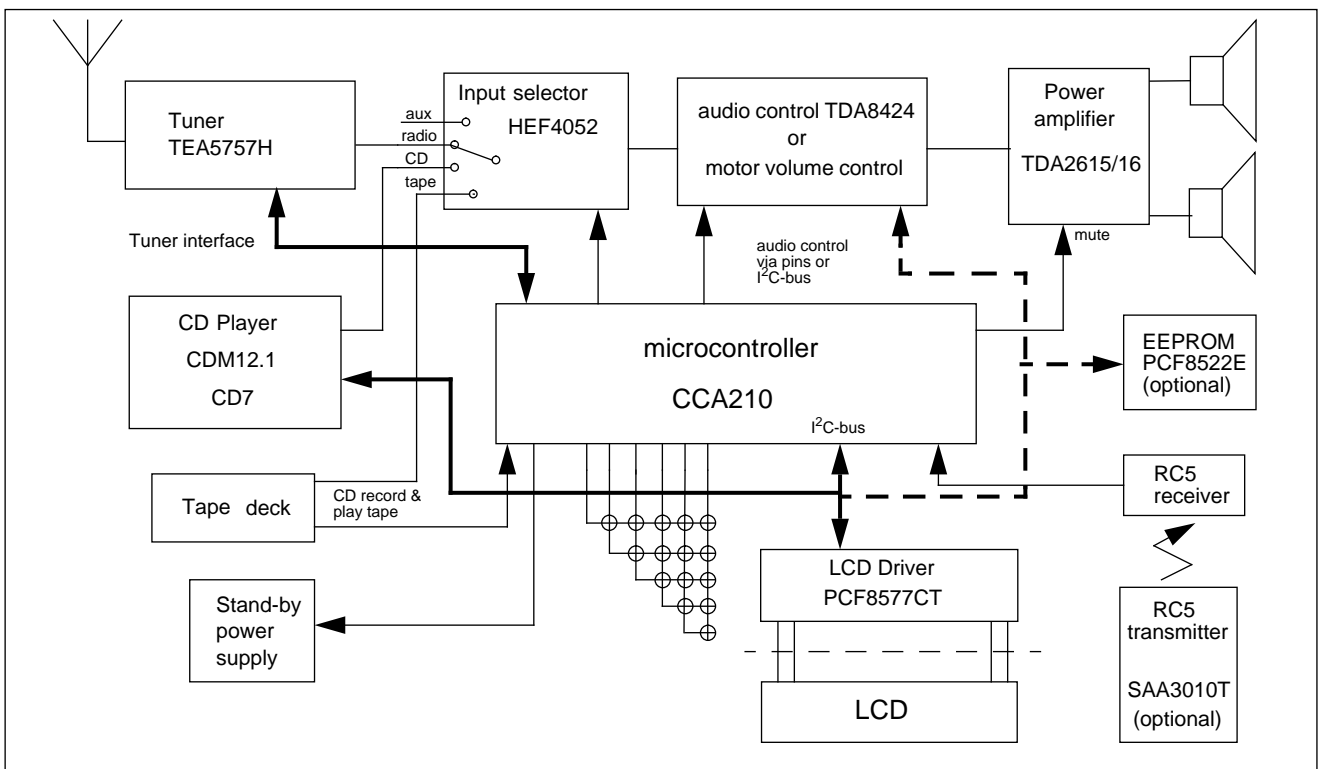 Tuner
TEA5757H
aux
radio
CD
tape
Input selector
HEF4052
audio control TDA8424
or
motor volume control
Power
amplifier
TDA2615/16
mute
Tuner interface
audio control
via pins or
I²C-bus
CD Player
CDM12.1
CD7
microcontroller
CCA210
I²C-bus
EEPROM
PCF8522E
(optional)
Tape deck
CD record &
play tape
RC5
receiver
Stand-by
power
supply
LCD Driver
PCF8577CT
LCD
RC5
transmitter
SAA3010T
(optional)